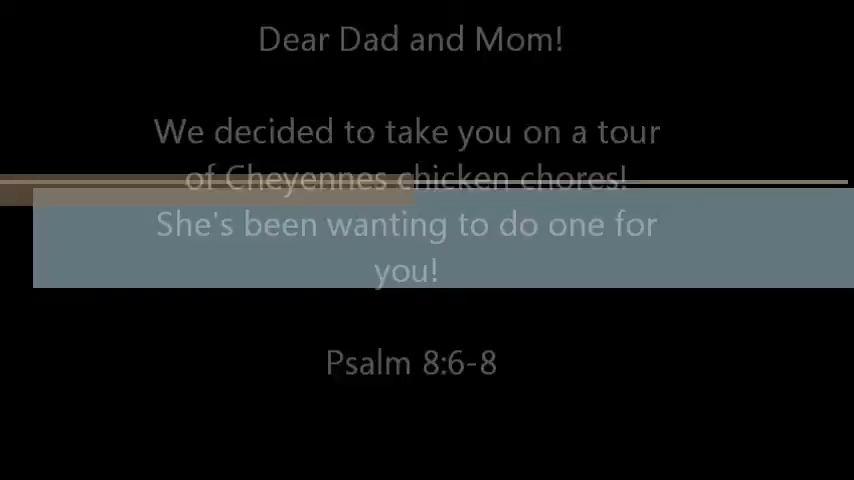 Dear Dad and Mom!
We decided to take you on a tour
of Cheyennes chicken chores!
She's been wanting to do one for
you!
Psalm 8:6-8